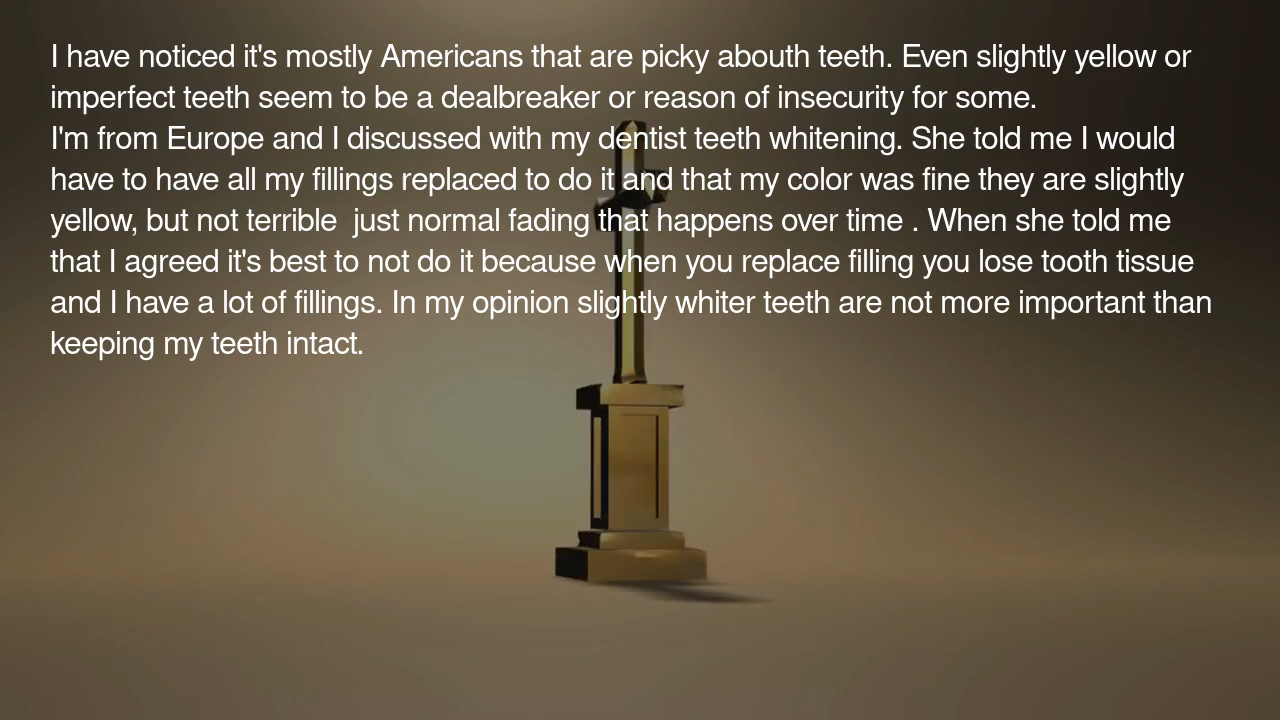 I have noticed it's mostly Americans that are picky abouth teeth. Even slightly yellow or
imperfect teeth seem to be a dealbreaker or reason of insecurity for some.
I'm from Europe and I discussed with my dentist teeth whitening. She told me I would
have to have all my fillings replaced to do it and that my color was fine they are slightly
yellow, but not terrible  just normal fading that happens over time . When she told me
that I agreed it's best to not do it because when you replace filling you lose tooth tissue
and I have a lot of fillings. In my opinion slightly whiter teeth are not more important than
keeping my teeth intact.